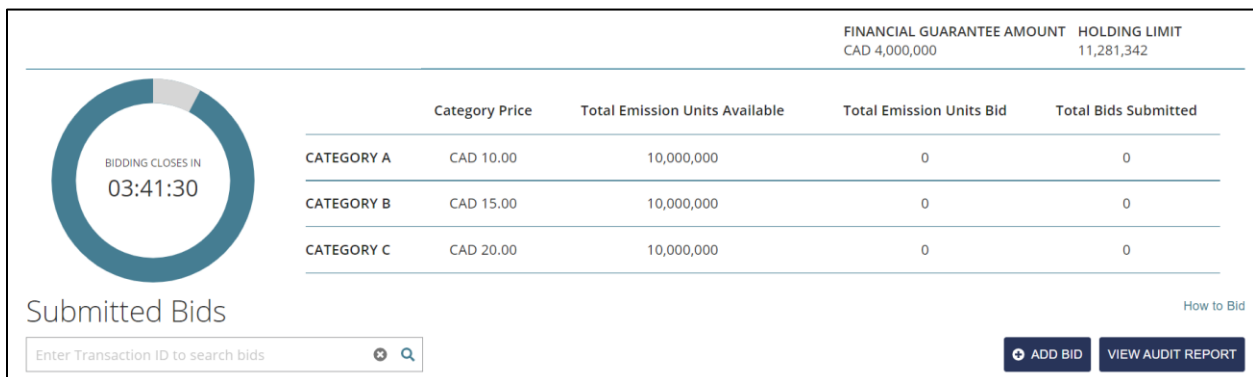 FINANCIAL GUARANTEE AMOUNT HOLDING LIMIT
CAD 4,000,000 11,281,342
BIDDING CLOSES IN
03:41:30
Category Price Total Emission Units Available Total Emission Units Bid Total Bids Submitted
CATEGORY A CAD 10.00 10,000,000 0 0
CATEGORY B CAD 15.00 10,000,000 0 0
CATEGORY C CAD 20.00 10,000,000 0 0
Submitted Bids
How to Bid
Enter Transaction ID to search bids
ADD BID VIEW AUDIT REPORT